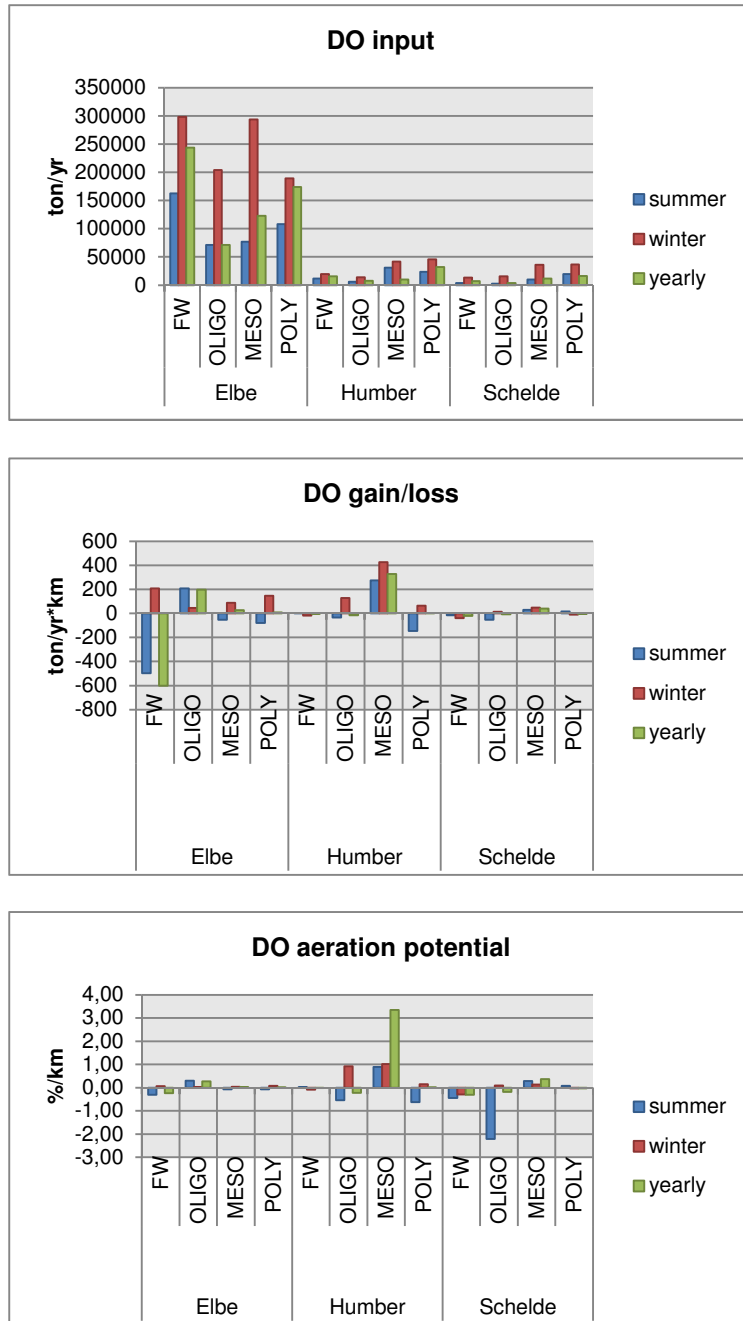 DO input
350000
300000
250000
200000
150000
100000
50000
0
ton/yr
FW
OLIGO
MESO
POLY
FW
OLIGO
MESO
POLY
FW
OLIGO
MESO
POLY
Elbe
Humber
Schelde
summer
winter
yearly
DO gain/loss
600
400
200
0
-200
-400
-600
-800
ton/yr*km
FW
OLIGO
MESO
POLY
FW
OLIGO
MESO
POLY
FW
OLIGO
MESO
POLY
Elbe
Humber
Schelde
summer
winter
yearly
DO aeration potential
4,00
3,00
2,00
1,00
0,00
-1,00
-2,00
-3,00
%/km
FW
OLIGO
MESO
POLY
FW
OLIGO
MESO
POLY
FW
OLIGO
MESO
POLY
Elbe
Humber
Schelde
summer
winter
yearly